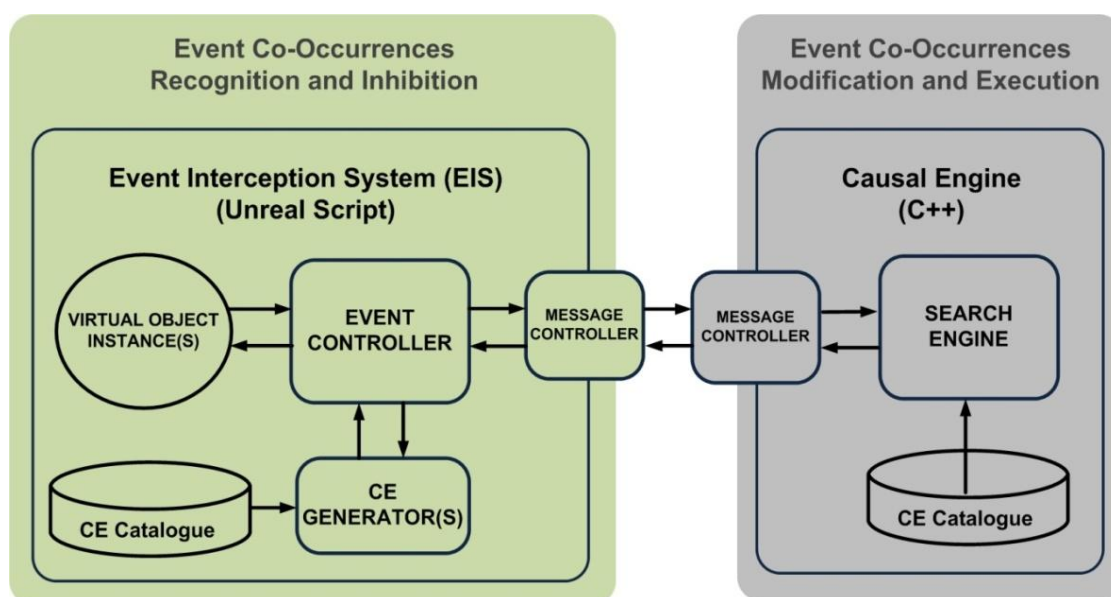 Event Co-Occurrences
Recognition and Inhibition
Event Interception System (EIS)
(Unreal Script)
VIRTUAL OBJECT
INSTANCE(S)
EVENT
CONTROLLER
MESSAGE
CONTROLLER
CE Catalogue
CE
GENERATOR(S)
Event Co-Occurrences
Modification and Execution
Causal Engine
(C++)
MESSAGE
CONTROLLER
SEARCH
ENGINE
CE Catalogue